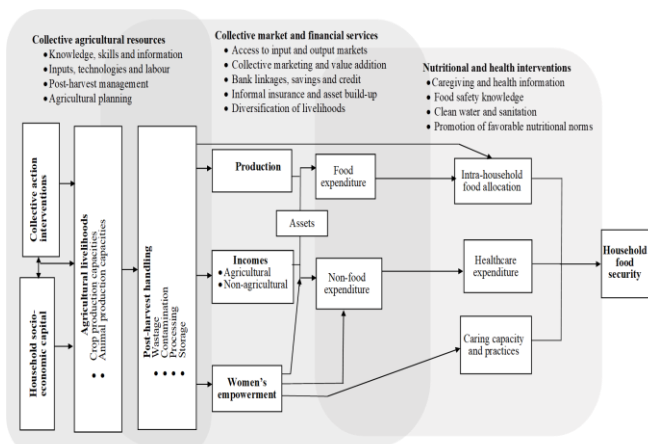 Collective agricultural resources
• Knowledge, skills and information
• Inputs, technologies and labour
• Post-harvest management
• Agricultural planning
Collective market and financial services
• Access to input and output markets
• Collective marketing and value addition
• Bank linkages, savings and credit
• Informal insurance and asset build-up
• Diversification of livelihoods
Nutritional and health interventions
• Caregiving and health information
• Food safety knowledge
• Clean water and sanitation
• Promotion of favorable nutritional norms
Collective action
interventions
Household socio-
economic capital
Agricultural livelihoods
• Crop production capacities
• Animal production capacities
Post-harvest handling
• Wastage
• Contamination
• Processing
• Storage
Production
Assets
Incomes
• Agricultural
• Non-agricultural
Women's
empowerment
Food
expenditure
Non-food
expenditure
Intra-household
food allocation
Healthcare
expenditure
Caring capacity
and practices
Household
food
security